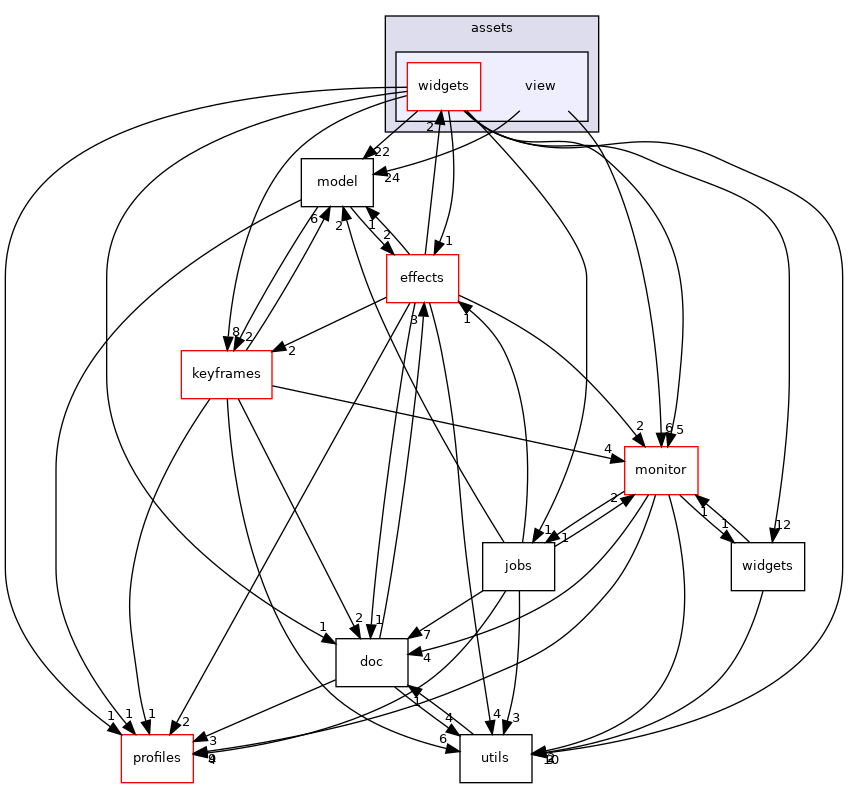 assets
widgets view
2
22
24
model
6 2 1 2 1
effects
3 1
8 2 2
keyframes
2 6 5
4
monitor
2
1 1 12
1 1
jobs widgets
1 2 1 7
4
doc
1
1 1 1 2 4 3
4
3 6
profiles utils